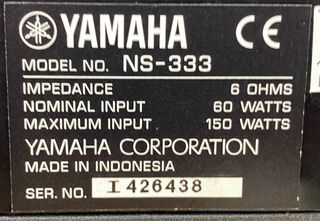 YAMAHA CE
MODEL NO. NS-333
IMPEDANCE 6 OHMS
NOMINAL INPUT 60 WATTS
MAXIMUM INPUT 150 WATTS
YAMAHA CORPORATION
MADE IN INDONESIA
SER. NO. I 426438